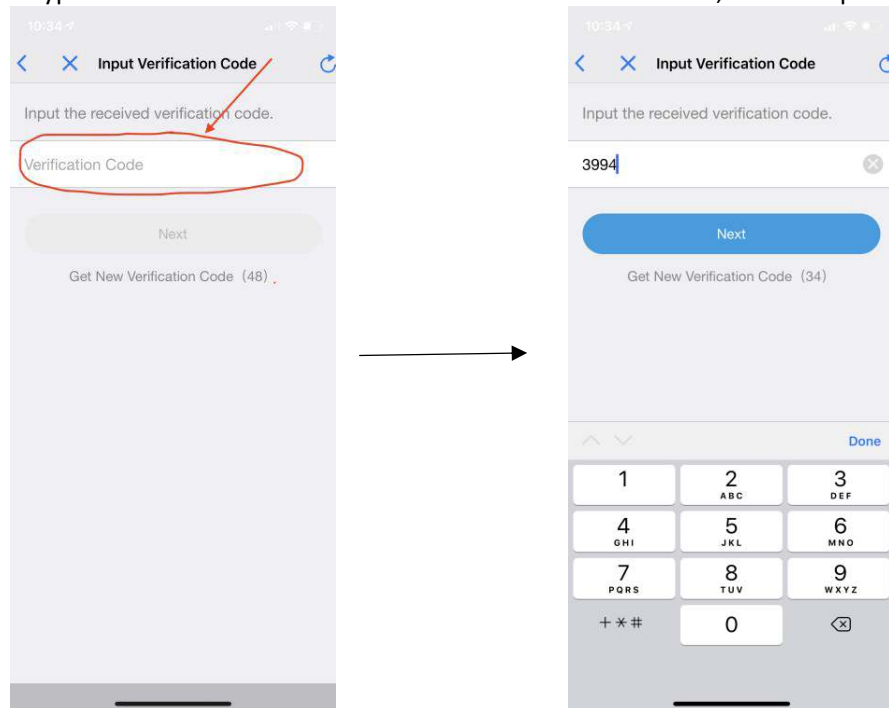 10:34
Input Verification Code
Input the received verification code.
Verification Code
Next
Get New Verification Code (48)
10:34
Input Verification Code
Input the received verification code.
3994
Next
Get New Verification Code (34)
Done
1
2
ABC
3
DEF
4
GHI
5
JKL
6
MNO
7
PQRS
8
TUV
9
WXYZ
+*#
0